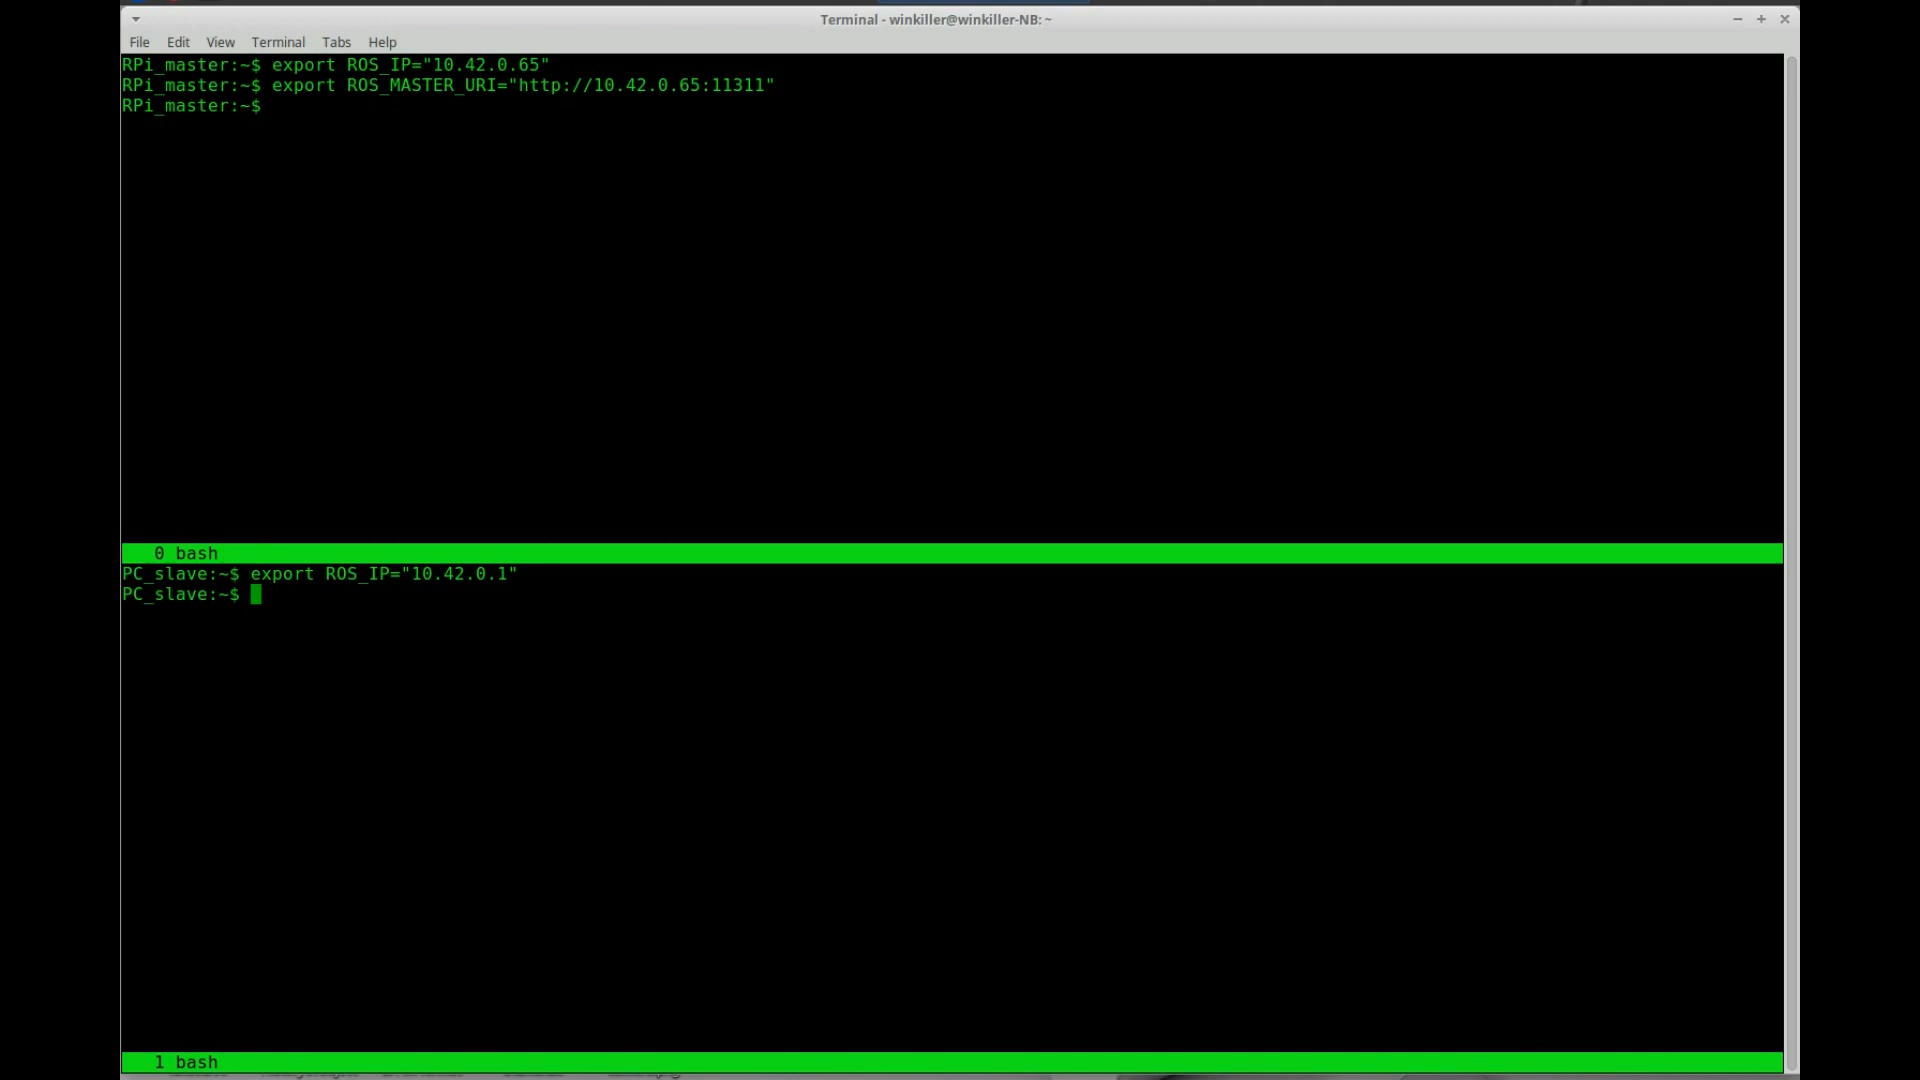 Terminal - winkiller@winkiller-NB: ~
File Edit View Terminal Tabs Help
RPi_master:~$ export ROS_IP="10.42.0.65"
RPi_master:~$ export ROS_MASTER_URI="http://10.42.0.65:11311"
RPi_master:~$
0 bash
PC_slave:~$ export ROS_IP="10.42.0.1"
PC_slave:~$
1 bash